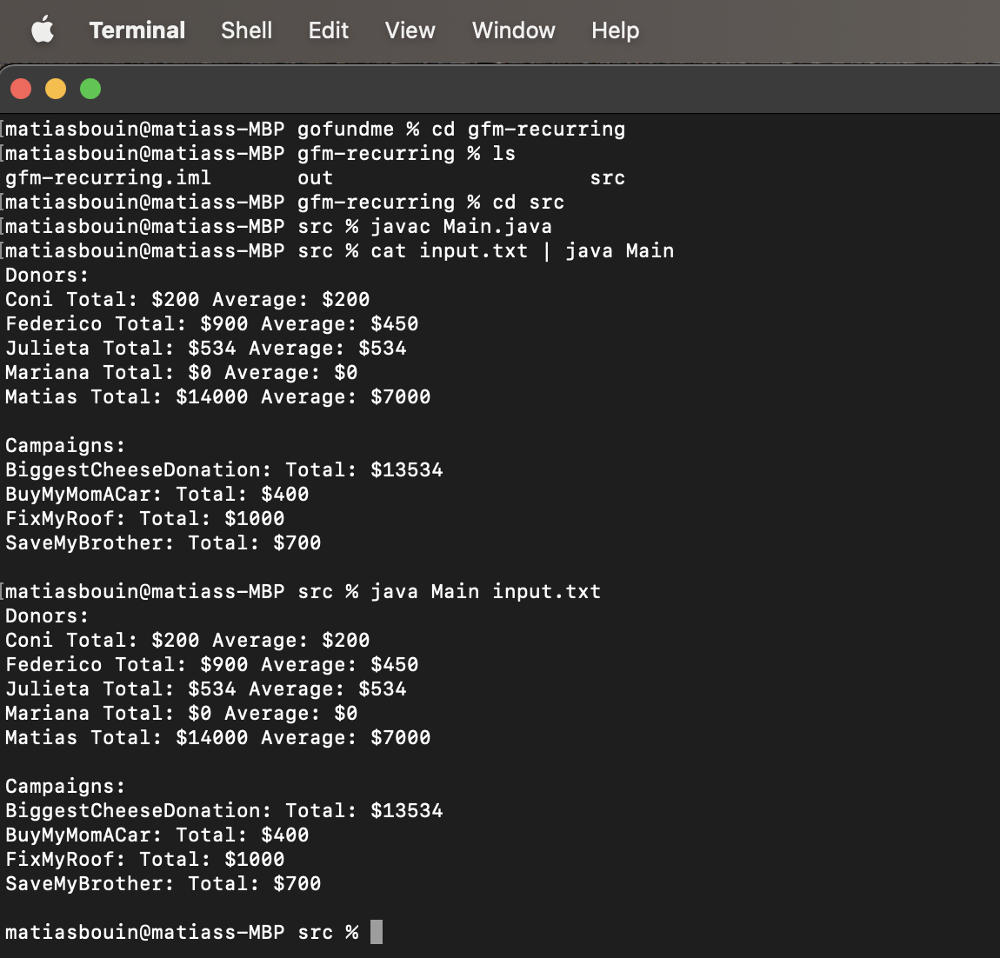 Terminal Shell Edit View Window Help
[matiasbouin@matiass-MBP gofundme % cd gfm-recurring
[matiasbouin@matiass-MBP gfm-recurring % ls
gfm-recurring.iml out src
[matiasbouin@matiass-MBP gfm-recurring % cd src
[matiasbouin@matiass-MBP src % javac Main.java
[matiasbouin@matiass-MBP src % cat input.txt | java Main
Donors:
Coni Total: $200 Average: $200
Federico Total: $900 Average: $450
Julieta Total: $534 Average: $534
Mariana Total: $0 Average: $0
Matias Total: $14000 Average: $7000
Campaigns:
BiggestCheeseDonation: Total: $13534
BuyMyMomACar: Total: $400
FixMyRoof: Total: $1000
SaveMyBrother: Total: $700
[matiasbouin@matiass-MBP src % java Main input.txt
Donors:
Coni Total: $200 Average: $200
Federico Total: $900 Average: $450
Julieta Total: $534 Average: $534
Mariana Total: $0 Average: $0
Matias Total: $14000 Average: $7000
Campaigns:
BiggestCheeseDonation: Total: $13534
BuyMyMomACar: Total: $400
FixMyRoof: Total: $1000
SaveMyBrother: Total: $700
matiasbouin@matiass-MBP src %